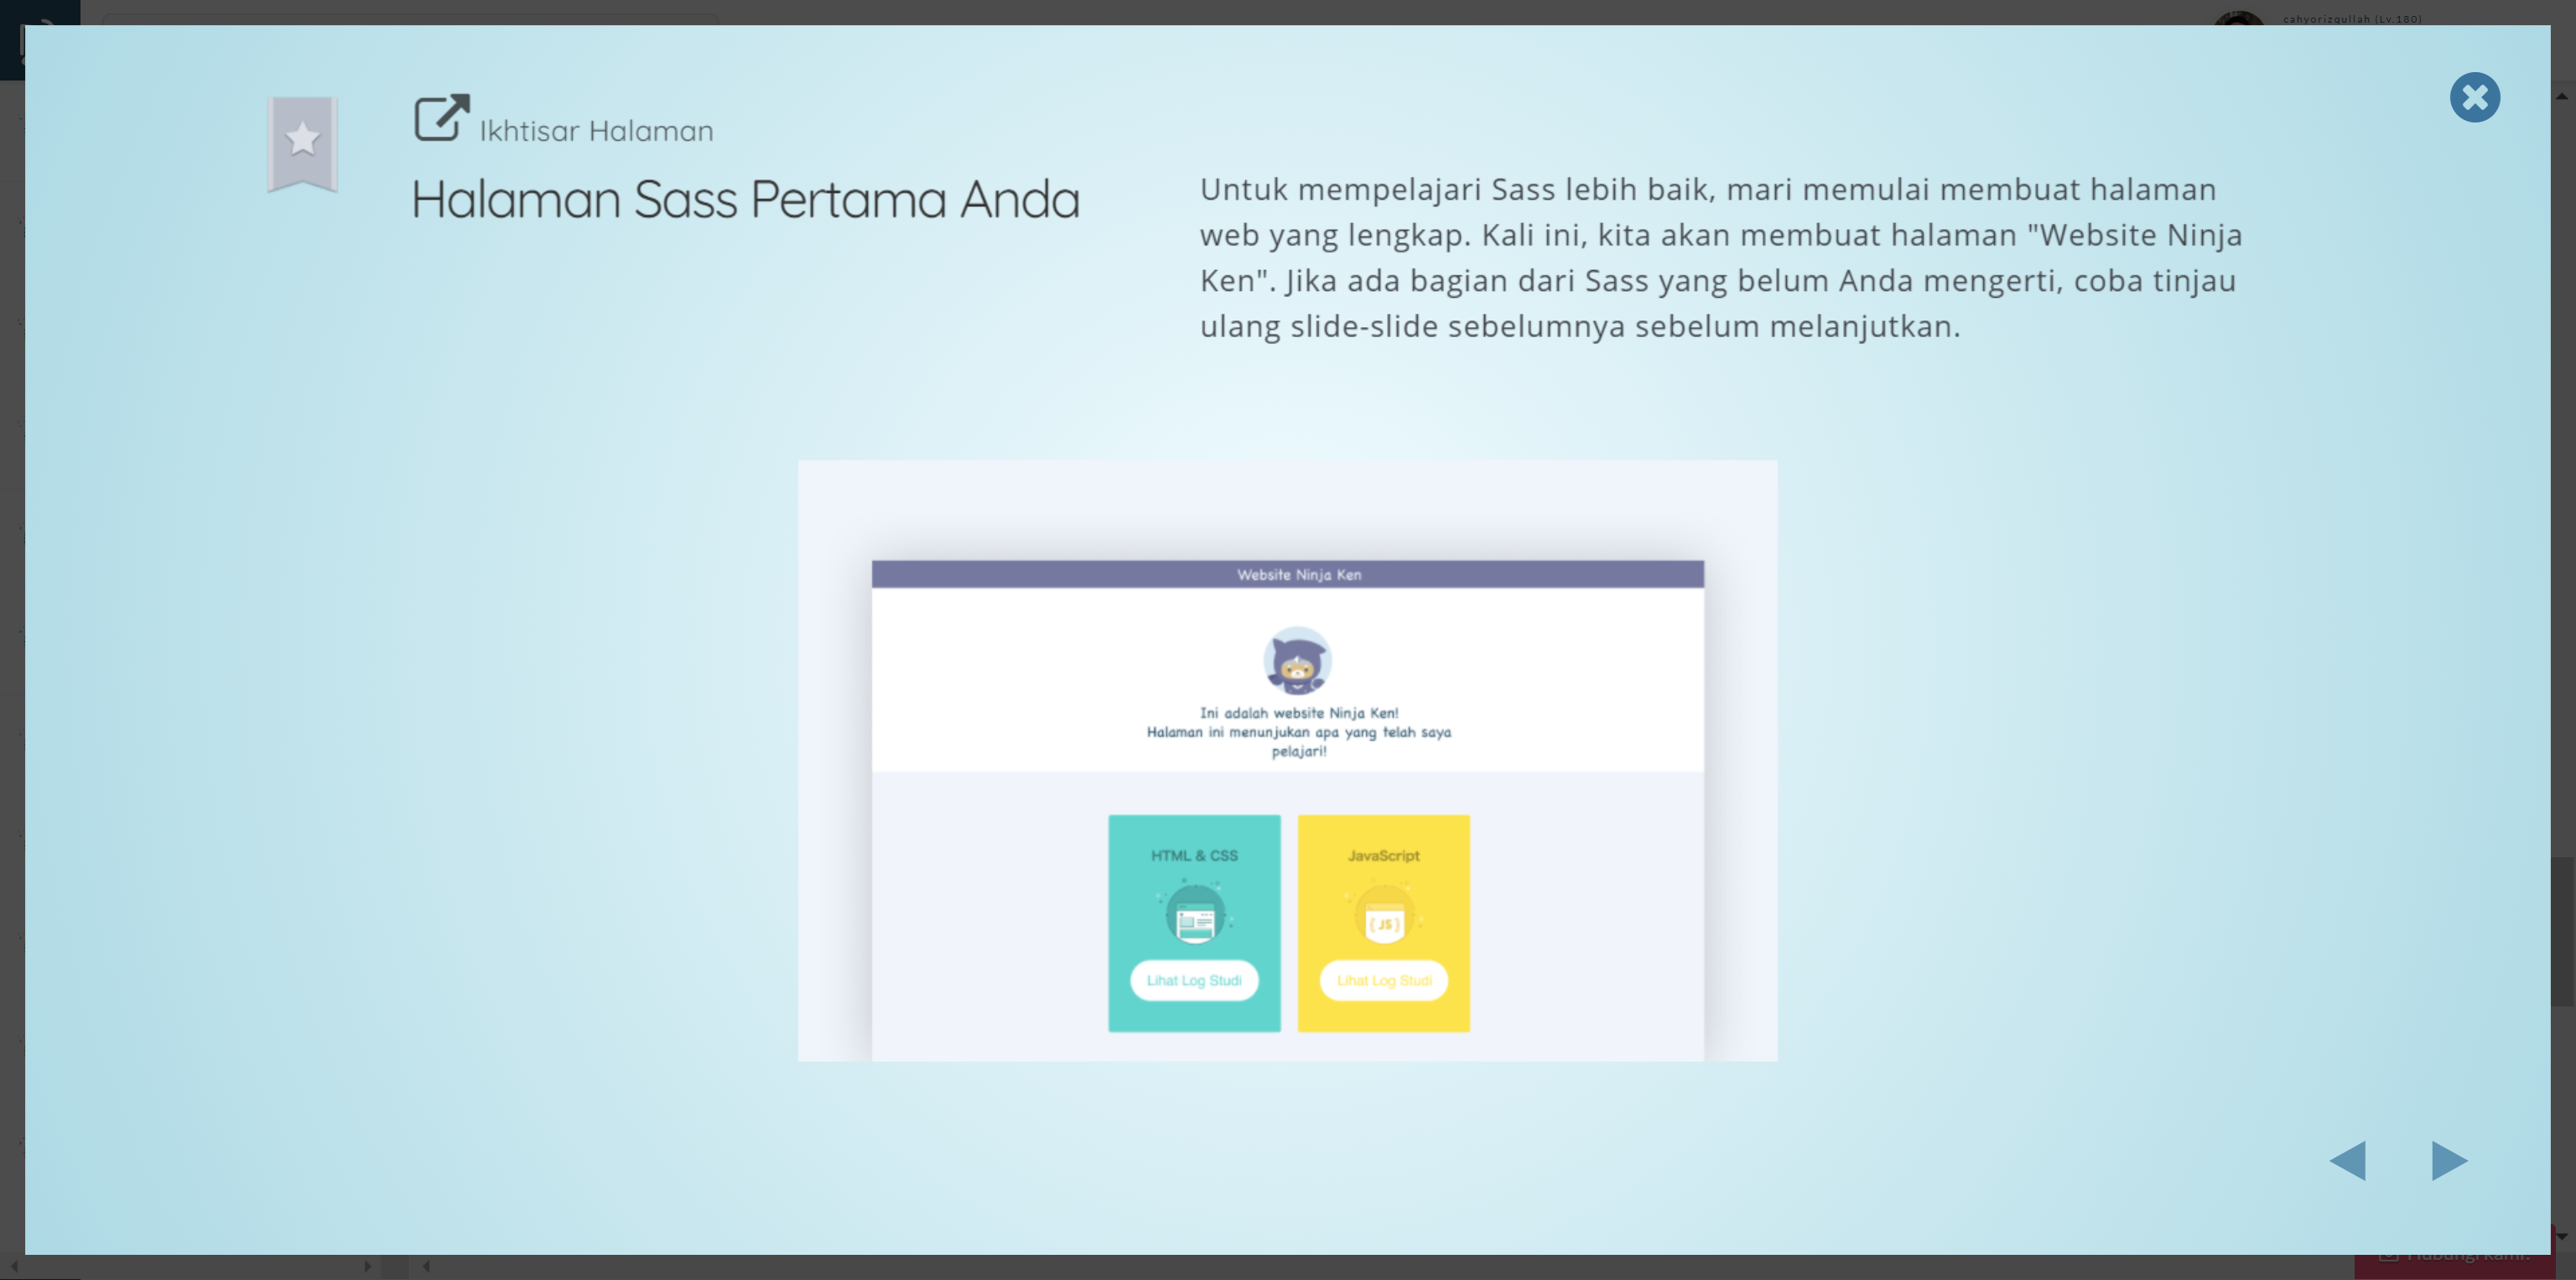 cahyorizqullah (Lv.180)
Ikhtisar Halaman
Halaman Sass Pertama Anda
Untuk mempelajari Sass lebih baik, mari memulai membuat halaman
web yang lengkap. Kali ini, kita akan membuat halaman "Website Ninja
Ken". Jika ada bagian dari Sass yang belum Anda mengerti, coba tinjau
ulang slide-slide sebelumnya sebelum melanjutkan.
Website Ninja Ken
Ini adalah website Ninja Ken!
Halaman ini menunjukan apa yang telah saya
pelajari!
HTML & CSS
Lihat Log Studi
JavaScript
{ JS }
Lihat Log Studi